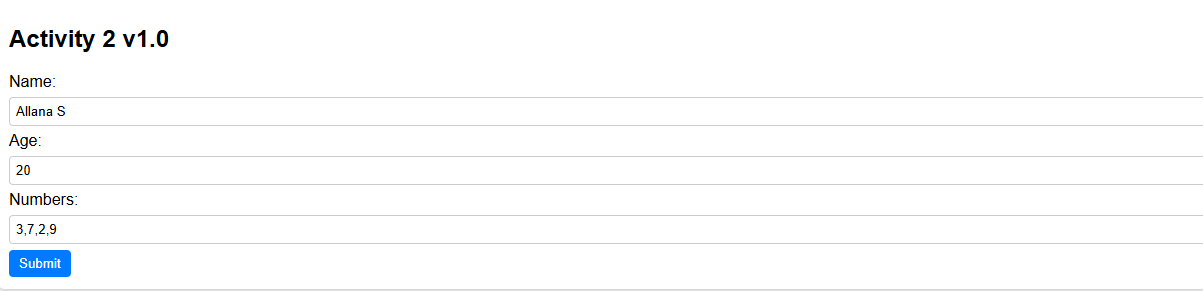 Activity 2 v1.0
Name:
Allana S
Age:
20
Numbers:
3,7,2,9
Submit